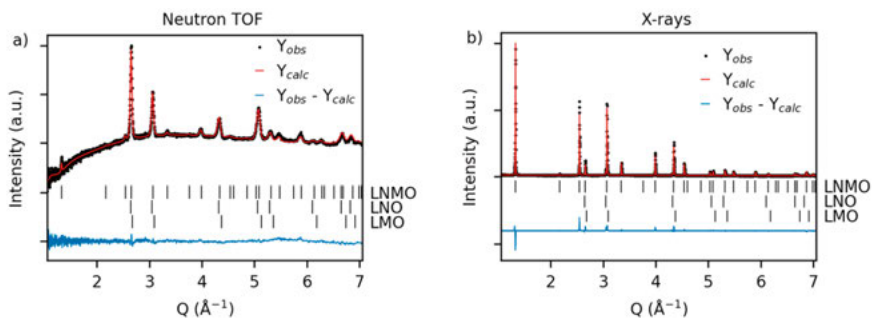 Neutron TOF
a)
Y_obs
Y_calc
Y_obs - Y_calc
Intensity (a.u.)
LNMO
LNO
LMO
2 3 4 5 6 7
Q (Å⁻¹)
X-rays
b)
Y_obs
Y_calc
Y_obs - Y_calc
Intensity (a.u.)
LNMO
LNO
LMO
2 3 4 5 6 7
Q (Å⁻¹)